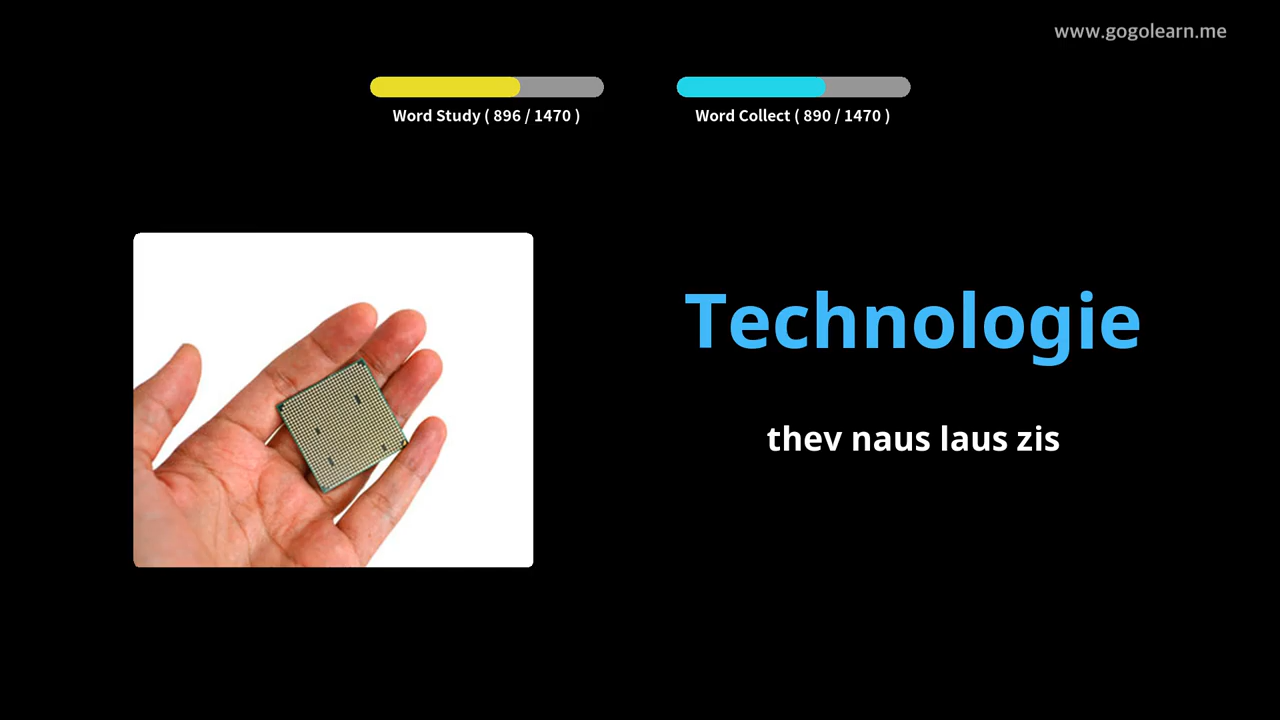 www.gogolearn.me
Word Study ( 896 / 1470 )
Word Collect ( 890 / 1470 )
Technologie
thev naus laus zis